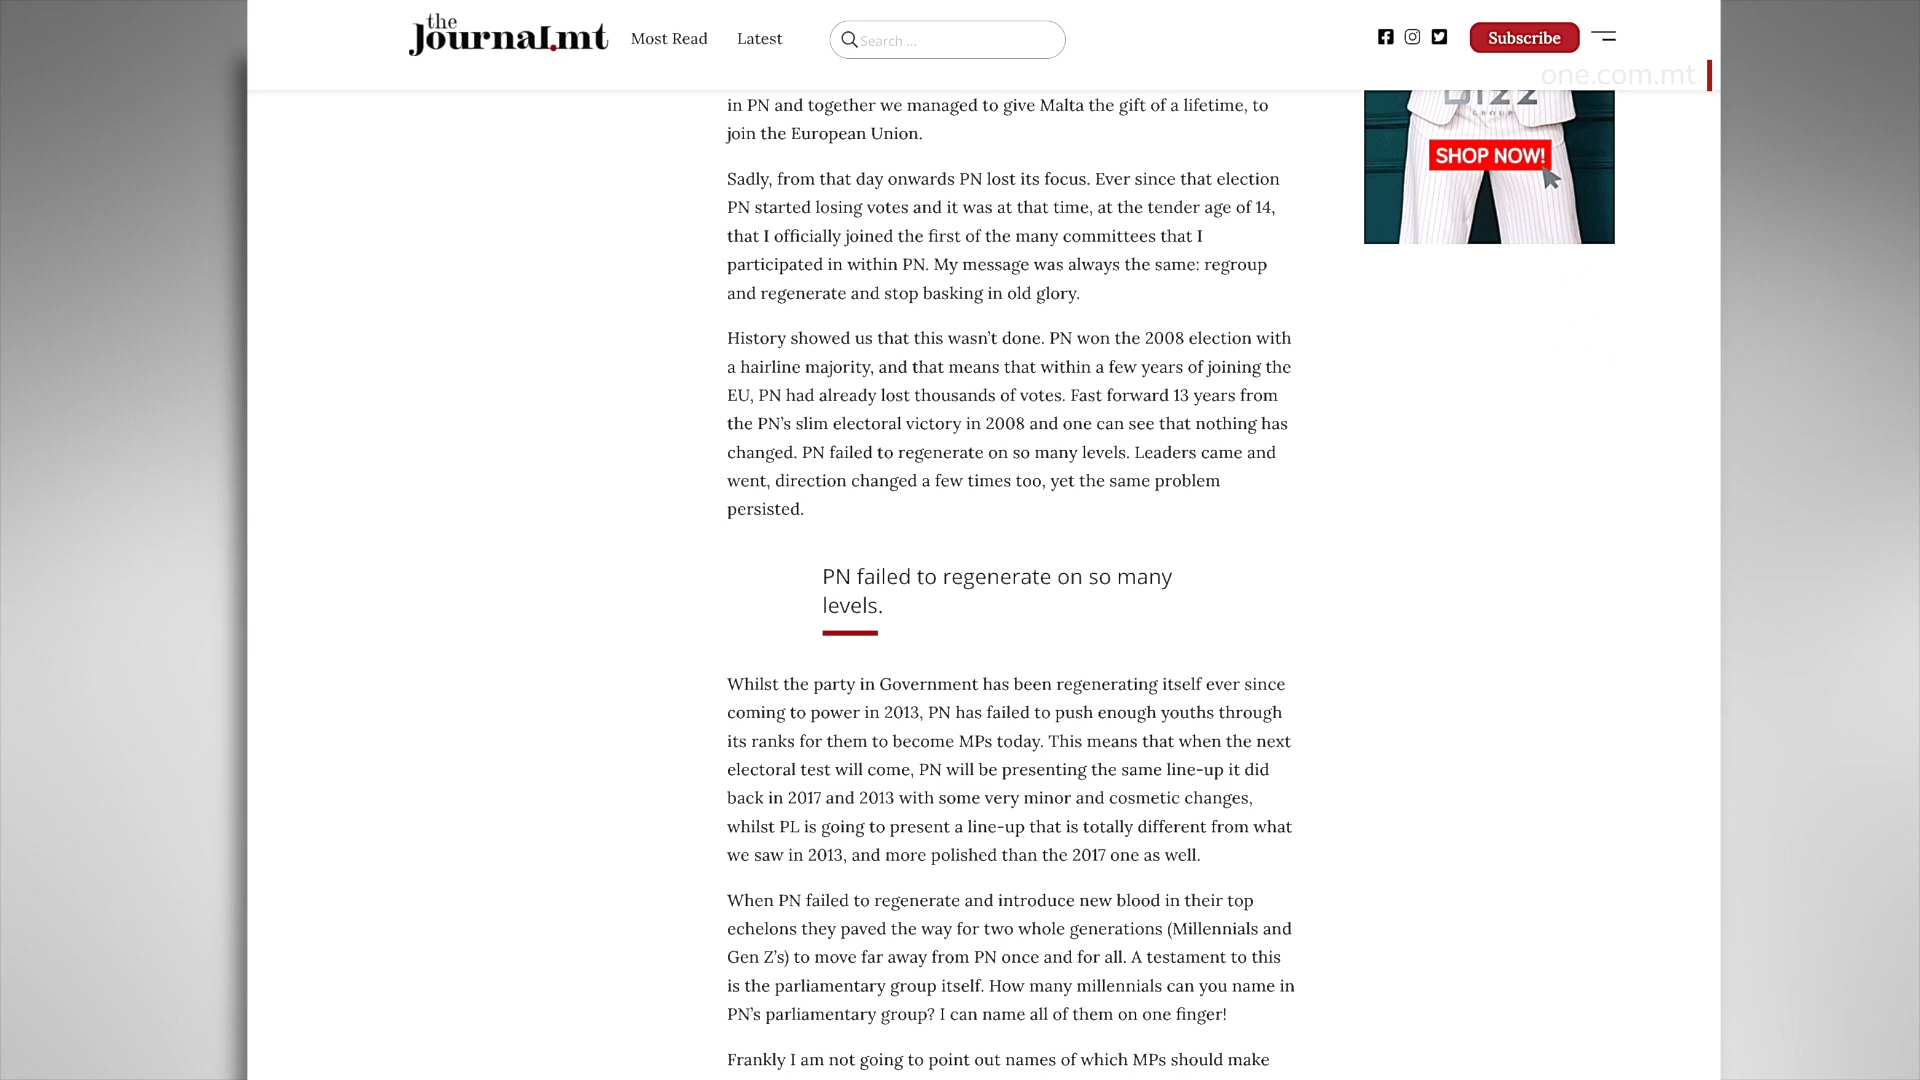 the
Journal.mt
Most Read
Latest
Search ...
Subscribe
one.com.mt
in PN and together we managed to give Malta the gift of a lifetime, to
join the European Union.
GROUP
SHOP NOW!
Sadly, from that day onwards PN lost its focus. Ever since that election
PN started losing votes and it was at that time, at the tender age of 14,
that I officially joined the first of the many committees that I
participated in within PN. My message was always the same: regroup
and regenerate and stop basking in old glory.
History showed us that this wasn’t done. PN won the 2008 election with
a hairline majority, and that means that within a few years of joining the
EU, PN had already lost thousands of votes. Fast forward 13 years from
the PN’s slim electoral victory in 2008 and one can see that nothing has
changed. PN failed to regenerate on so many levels. Leaders came and
went, direction changed a few times too, yet the same problem
persisted.
PN failed to regenerate on so many
levels.
Whilst the party in Government has been regenerating itself ever since
coming to power in 2013, PN has failed to push enough youths through
its ranks for them to become MPs today. This means that when the next
electoral test will come, PN will be presenting the same line-up it did
back in 2017 and 2013 with some very minor and cosmetic changes,
whilst PL is going to present a line-up that is totally different from what
we saw in 2013, and more polished than the 2017 one as well.
When PN failed to regenerate and introduce new blood in their top
echelons they paved the way for two whole generations (Millennials and
Gen Z’s) to move far away from PN once and for all. A testament to this
is the parliamentary group itself. How many millennials can you name in
PN’s parliamentary group? I can name all of them on one finger!
Frankly I am not going to point out names of which MPs should make